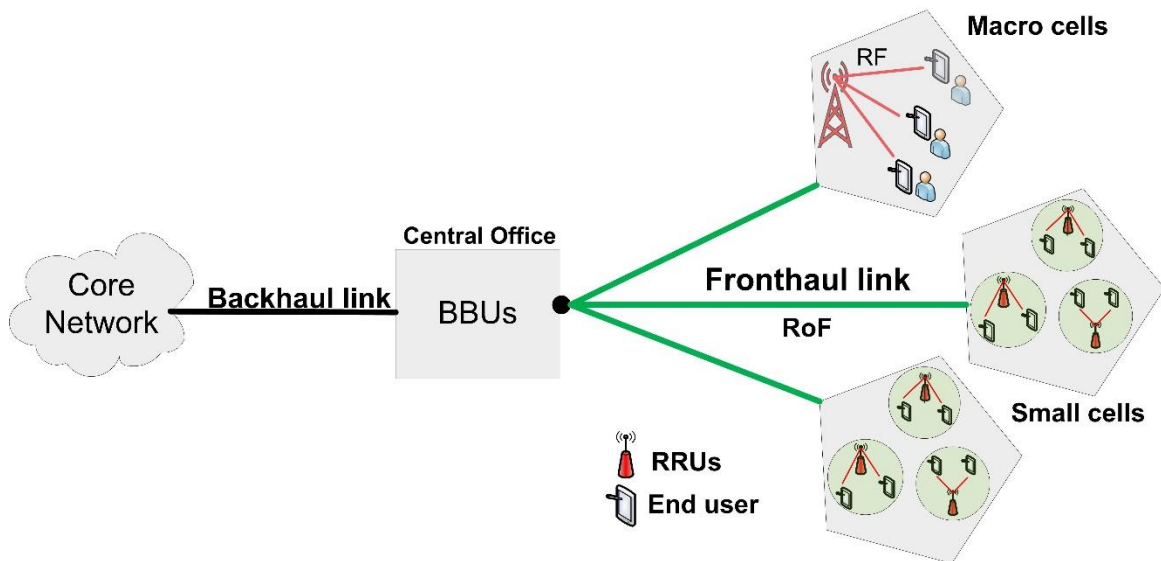 Macro cells
RF
Central Office
Core
Network
Backhaul link
BBUs
Fronthaul link
RoF
Small cells
RRUs
End user